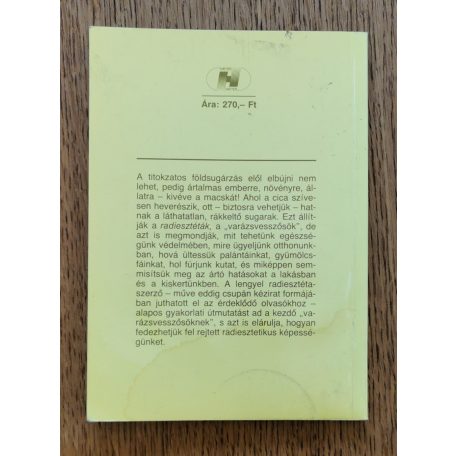 Ára: 270,– Ft
A titokzatos földsugárzás elől elbújni nem
lehet, pedig ártalmas emberre, növényre, ál-
latra – kivéve a macskát! Ahol a cica szíve-
sen heverészik, ott – biztosra vehetjük – hat-
nak a láthatatlan, rákkeltő sugarak. Ezt állít-
ják a radiesztéták, a „varázsvesszősök”, de
azt is megmondják, mit tehetünk egészsé-
günk védelmében, mire ügyeljünk otthonunk-
ban, hová ültessük palántáinkat, gyümölcs-
fáinkat, hol fúrjunk kutat, és miképpen sem-
misítsük meg az ártó hatásokat a lakásban
és a kiskertünkben. A lengyel radiesztéta-
szerző – műve eddig csupán kézirat formájá-
ban juthatott el az érdeklődő olvasókhoz –
alapos gyakorlati útmutatást ad a kezdő „va-
rázsvesszősöknek”, s azt is elárulja, hogyan
fedezhetjük fel rejtett radiesztetikus képessé-
günket.